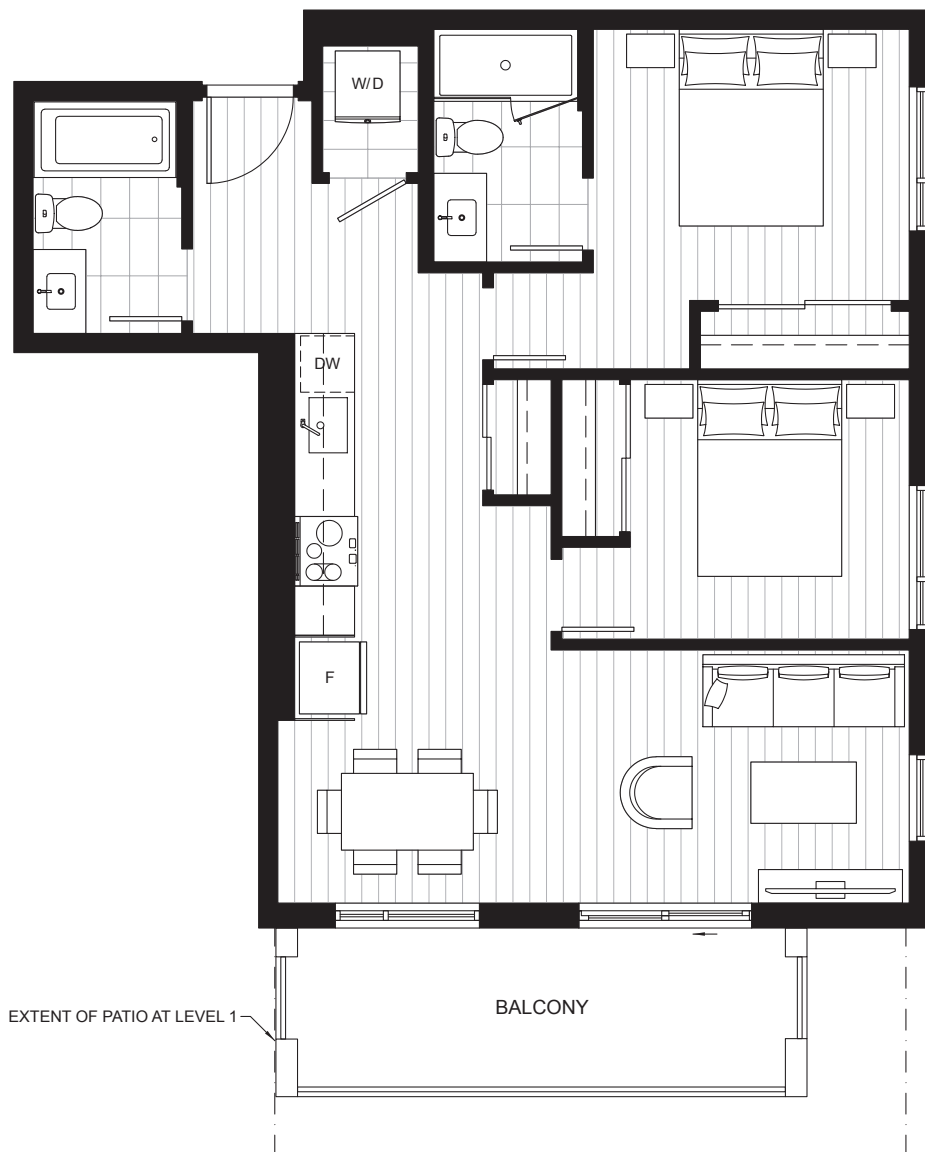 W/D
DW
F
BALCONY
EXTENT OF PATIO AT LEVEL 1